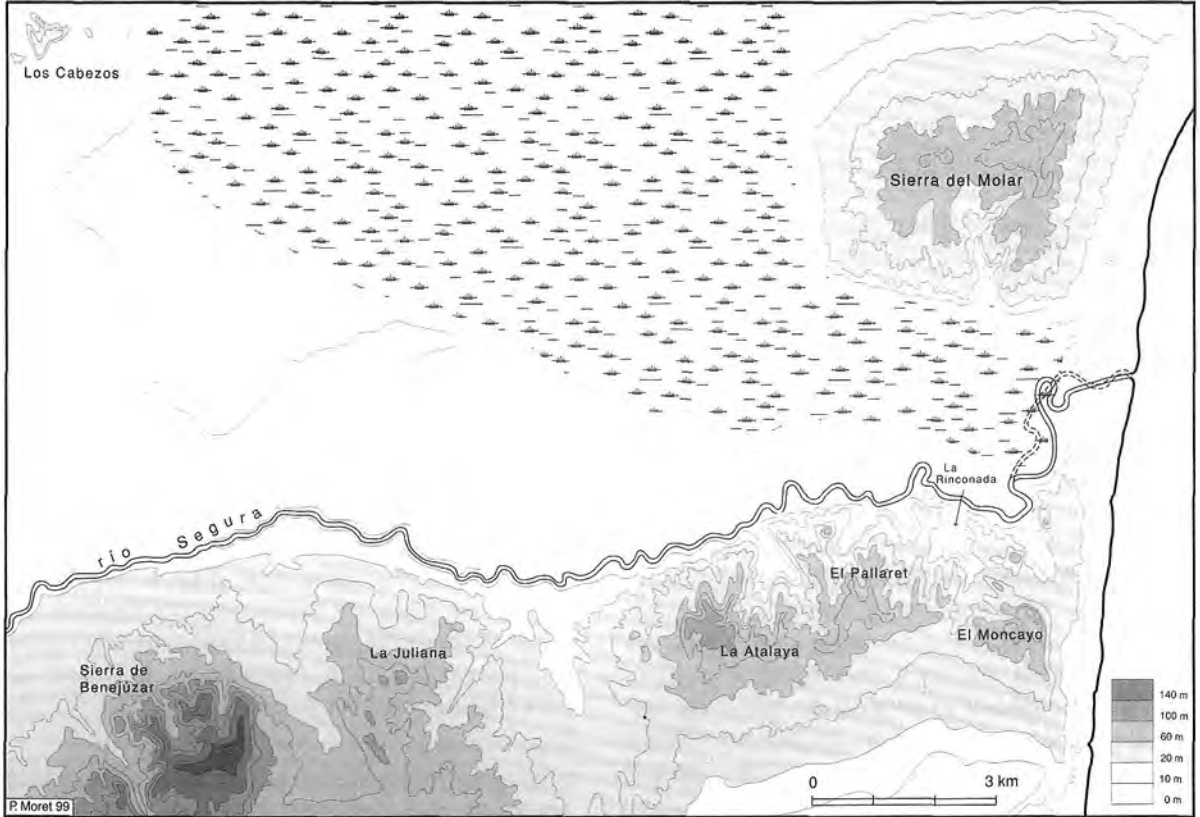 Los Cabezos
Sierra del Molar
La
Rinconada
río Segura
El Pallaret
El Moncayo
La Atalaya
La Juliana
Sierra de
Benejúzar
140 m
100 m
60 m
20 m
10 m
0 m
0 3 km
P. Moret 99